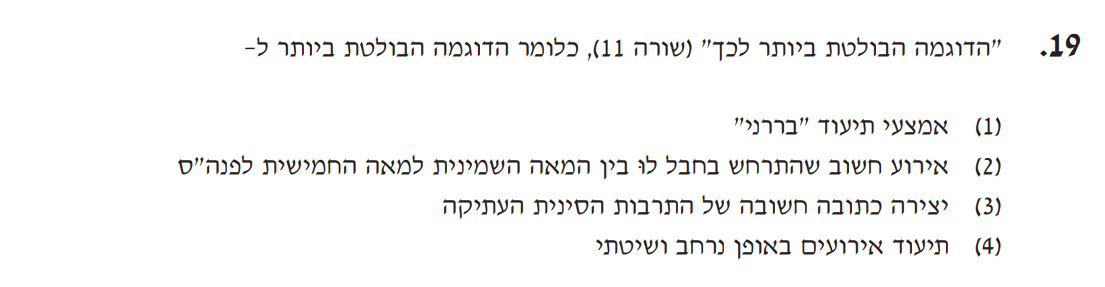 19. "הדוגמה הבולטת ביותר לכך" (שורה 11), כלומר הדוגמה הבולטת ביותר ל-
(1) אמצעי תיעוד "בררני"
(2) אירוע חשוב שהתרחש בחבל לוּ בין המאה השמינית למאה החמישית לפנה"ס
(3) יצירה כתובה חשובה של התרבות הסינית העתיקה
(4) תיעוד אירועים באופן נרחב ושיטתי